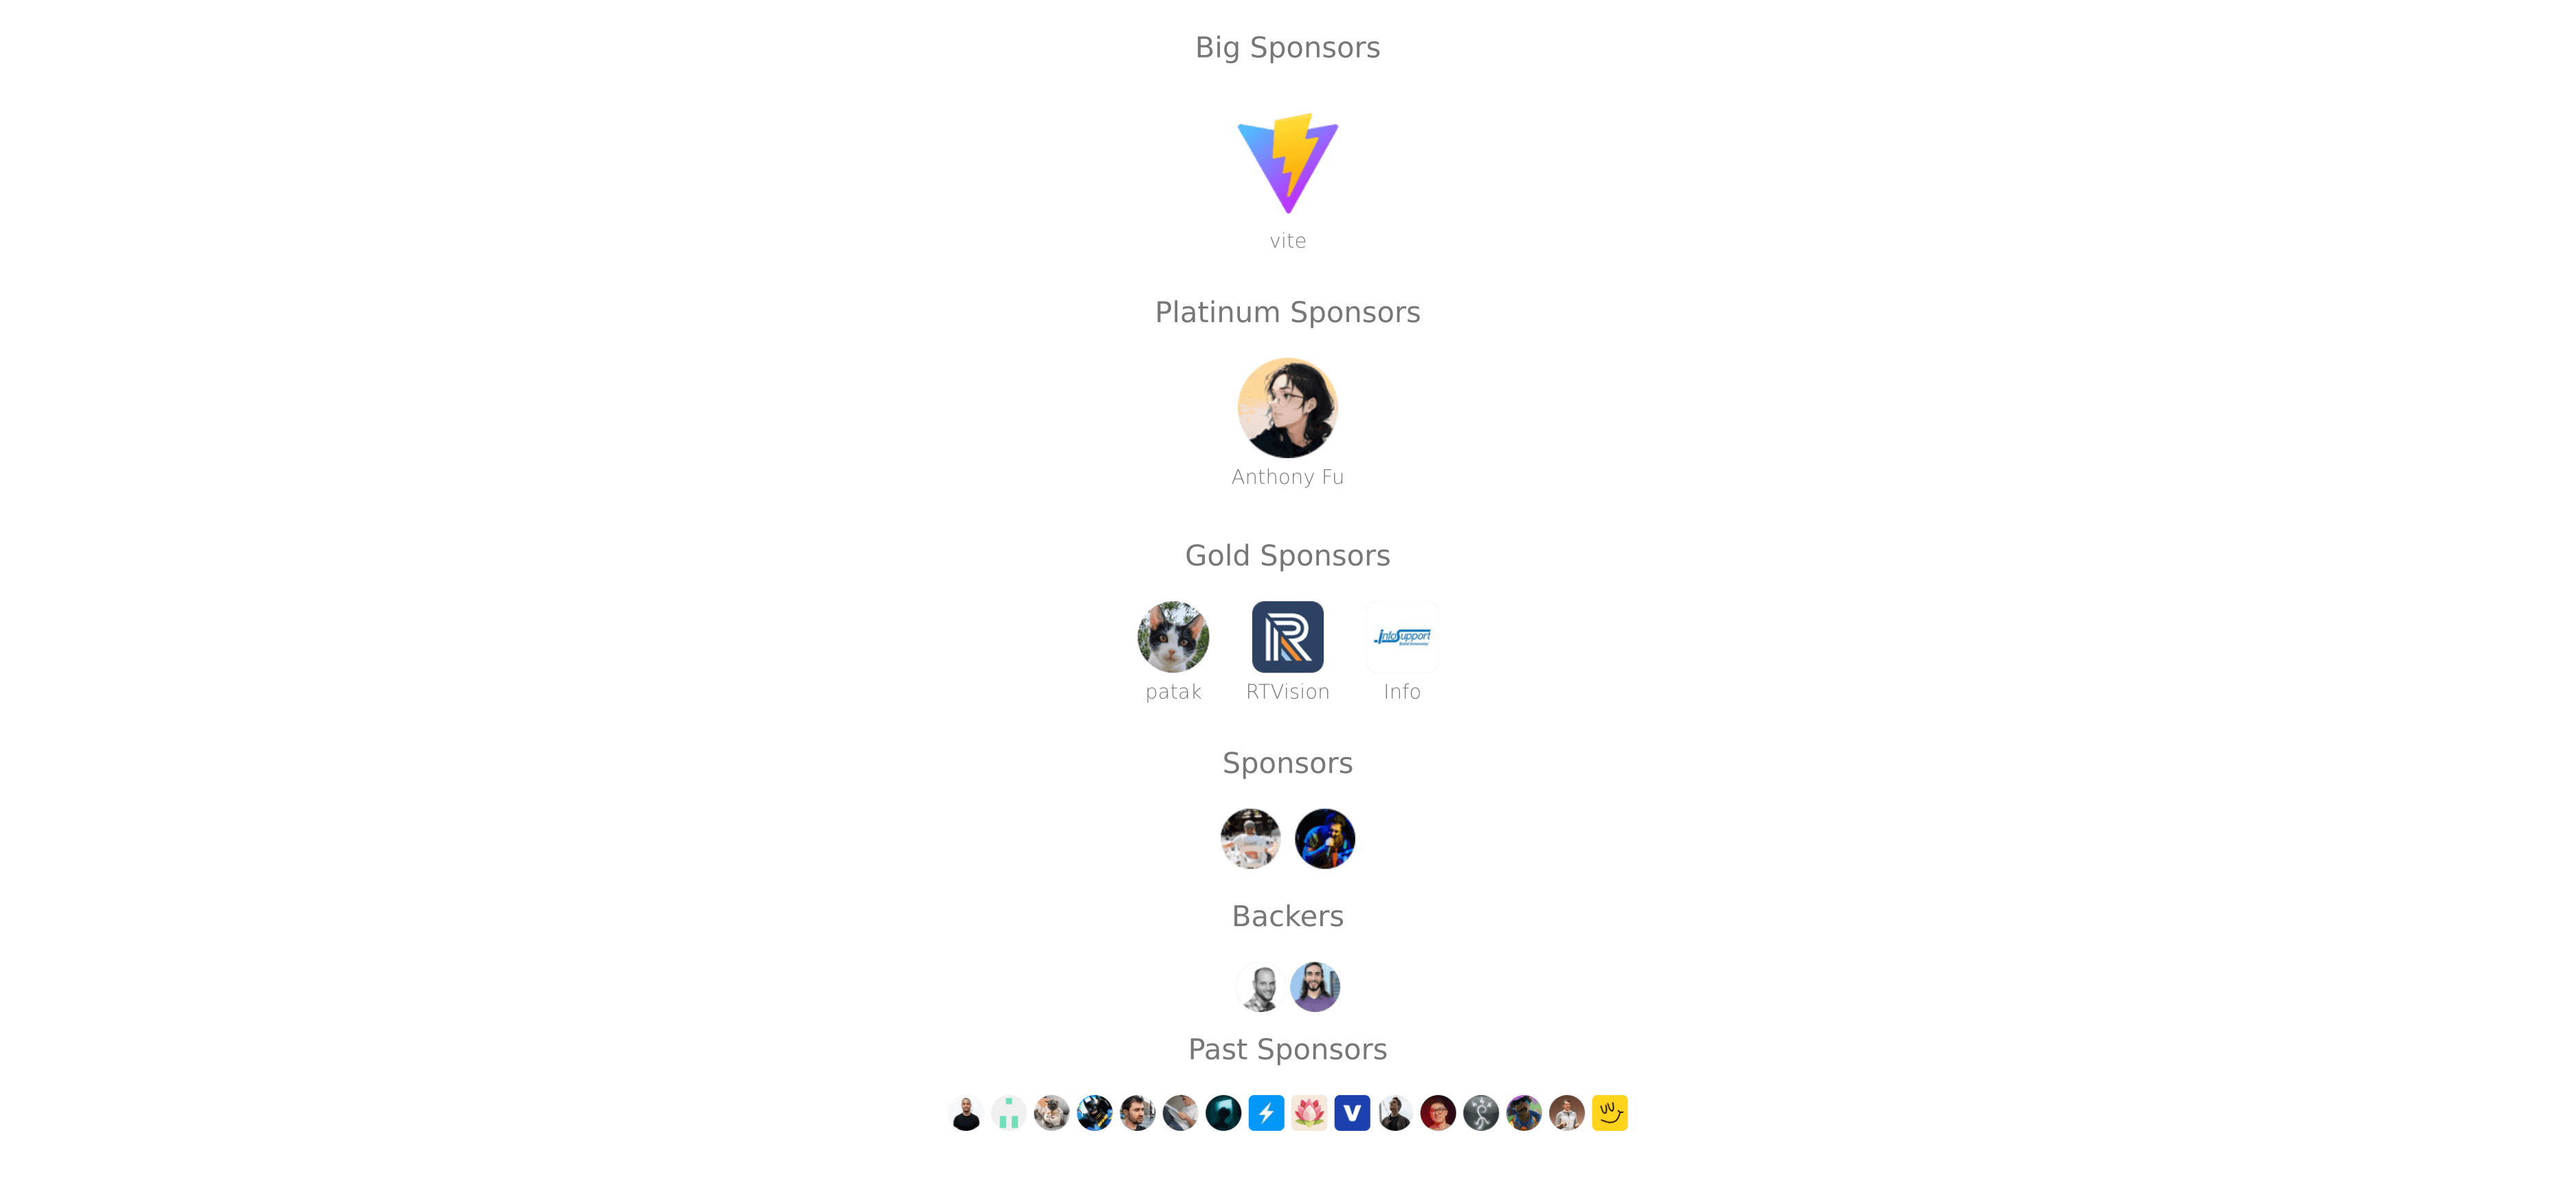 Big Sponsors
vite
Platinum Sponsors
Anthony Fu
Gold Sponsors
infoSupport
patak RTVision Info
Sponsors
Backers
Past Sponsors
V